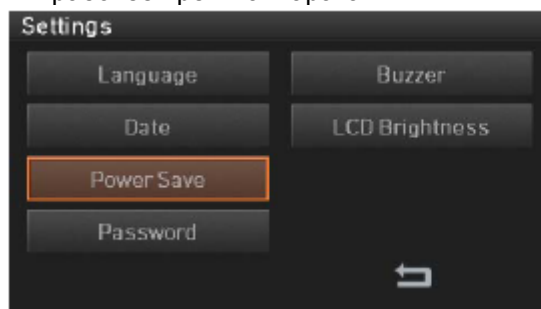 Settings
Language
Buzzer
Date
LCD Brightness
Power Save
Password